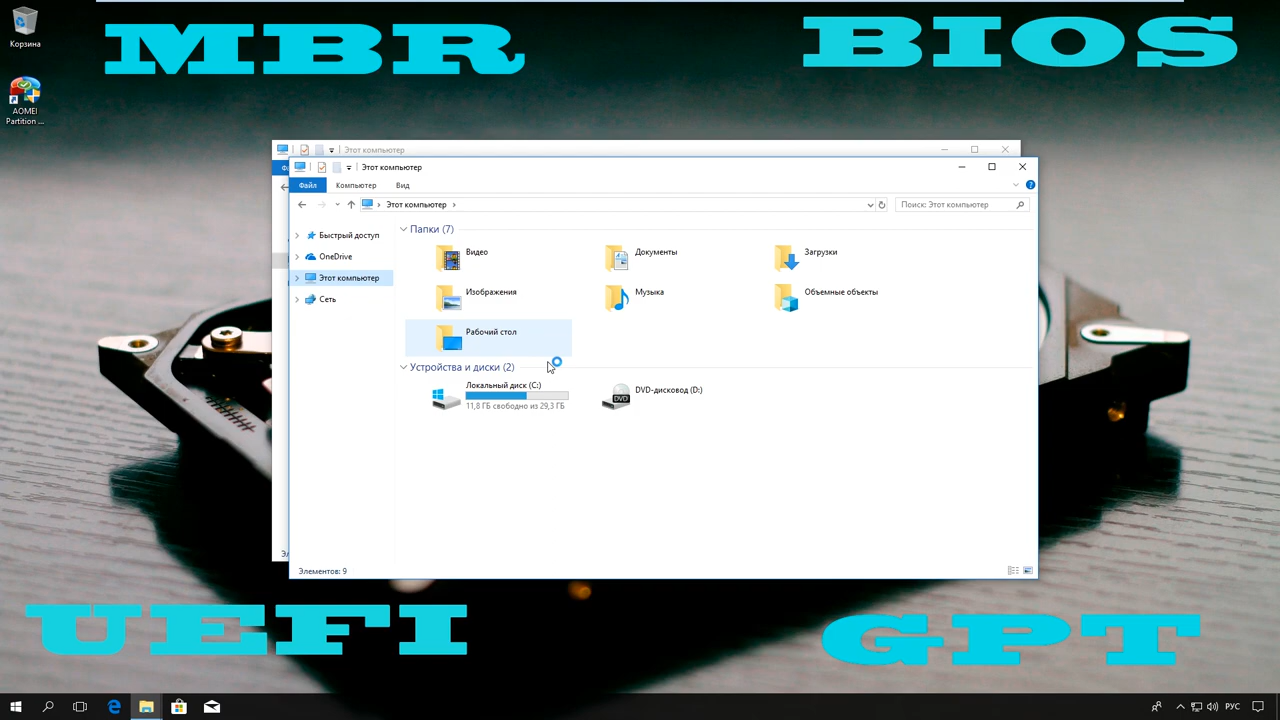 MBR
BIOS
Корзина
AOMEI
Partition ...
Этот компьютер
Этот компьютер
Файл
Компьютер
Вид
Этот компьютер
Поиск: Этот компьютер
Быстрый доступ
OneDrive
Этот компьютер
Сеть
Папки (7)
Видео
Документы
Загрузки
Изображения
Музыка
Объемные объекты
Рабочий стол
Устройства и диски (2)
Локальный диск (C:)
11,8 ГБ свободно из 29,3 ГБ
DVD
DVD-дисковод (D:)
Эл
Элементов: 9
UEFI
GPT
РУС